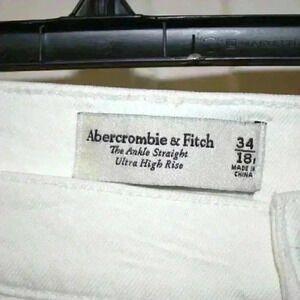 Abercrombie & Fitch
The Ankle Straight
Ultra High Rise
34
18
MADE IN
CHINA